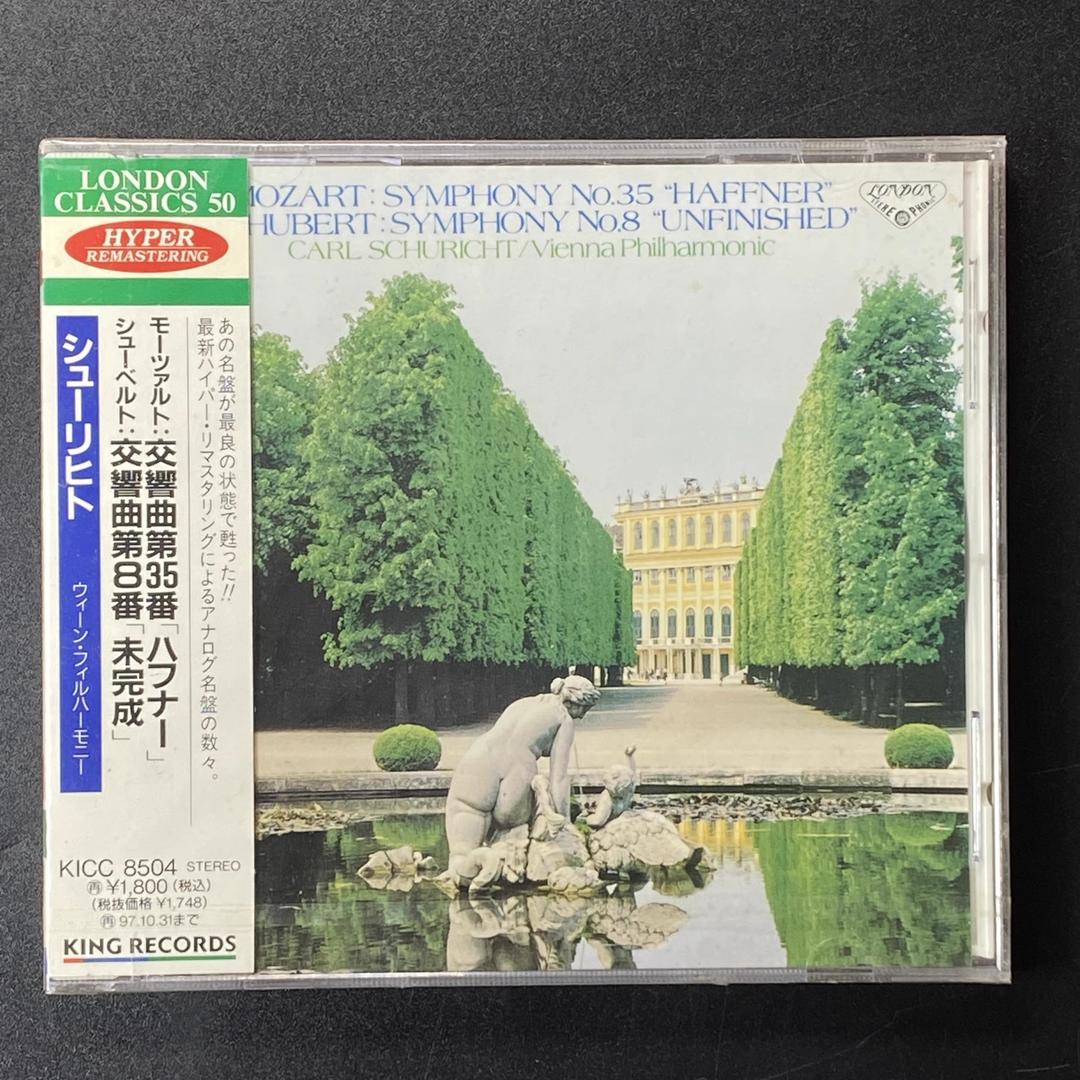 LONDON
CLASSICS 50
HYPER
REMASTERING
あの名盤が最良の状態で甦った!!
最新ハイパー・リマスタリングによるアナログ名盤の数々。
モーツァルト:交響曲第35番「ハフナー」
シューベルト:交響曲第8番「未完成」
シューリヒト
ウィーン・フィルハーモニー
KICC 8504 STEREO
再 ¥1,800 (税込)
(税抜価格 ¥1,748)
再 97.10.31まで
KING RECORDS
MOZART: SYMPHONY No.35 “HAFFNER”
HUBERT: SYMPHONY No.8 “UNFINISHED”
CARL SCHURICHT/Vienna Philharmonic
LONDON
STEREOPHONIC